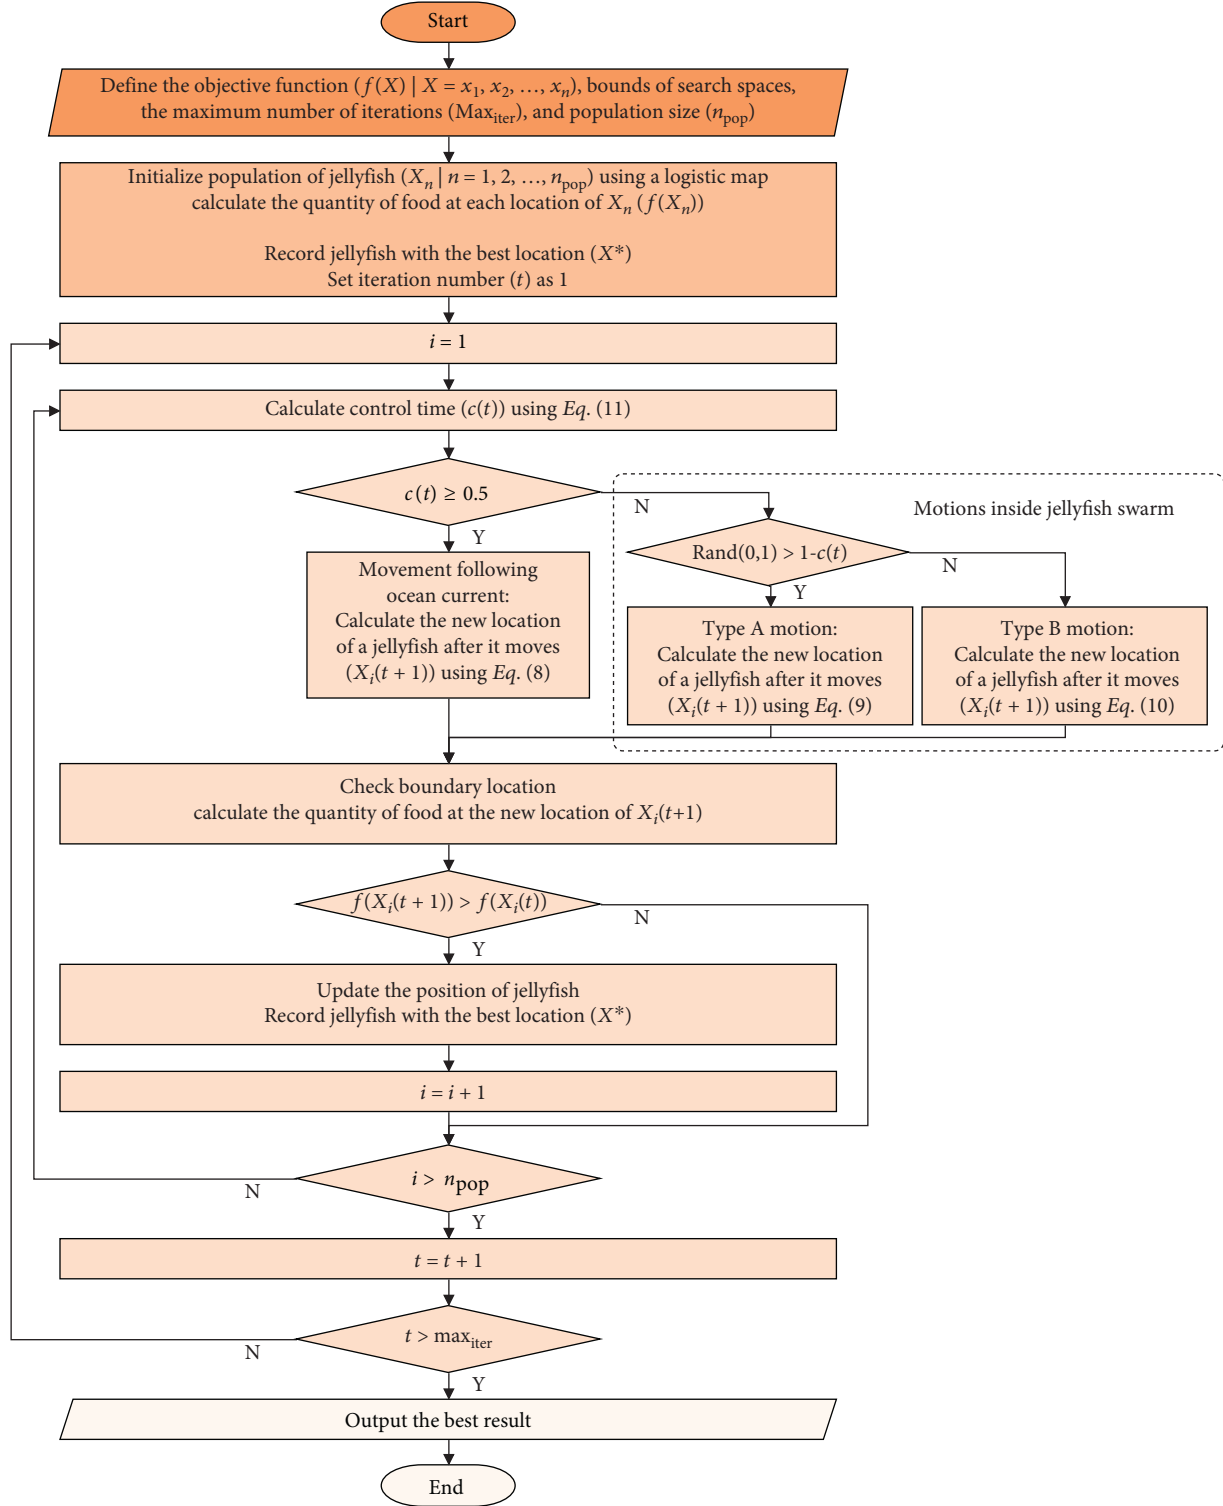 Start
Define the objective function (f(X) | X = x₁, x₂, …, xₙ), bounds of search spaces,
the maximum number of iterations (Max_iter), and population size (n_pop)
Initialize population of jellyfish (Xₙ | n = 1, 2, …, n_pop) using a logistic map
calculate the quantity of food at each location of Xₙ (f(Xₙ))
Record jellyfish with the best location (X*)
Set iteration number (t) as 1
i = 1
Calculate control time (c(t)) using Eq. (11)
c(t) ≥ 0.5
N
Y
Motions inside jellyfish swarm
Rand(0,1) > 1-c(t)
N
Y
Movement following
ocean current:
Calculate the new location
of a jellyfish after it moves
(Xᵢ(t + 1)) using Eq. (8)
Type A motion:
Calculate the new location
of a jellyfish after it moves
(Xᵢ(t + 1)) using Eq. (9)
Type B motion:
Calculate the new location
of a jellyfish after it moves
(Xᵢ(t + 1)) using Eq. (10)
Check boundary location
calculate the quantity of food at the new location of Xᵢ(t+1)
f(Xᵢ(t + 1)) > f(Xᵢ(t))
N
Y
Update the position of jellyfish
Record jellyfish with the best location (X*)
i = i + 1
i > n_pop
N
Y
t = t + 1
t > max_iter
N
Y
Output the best result
End